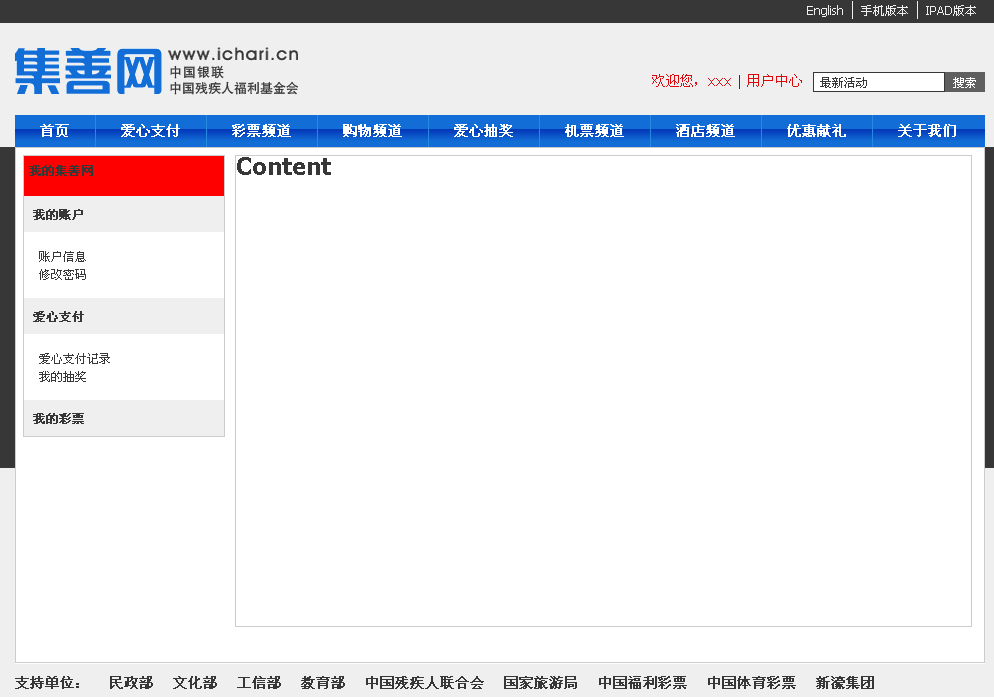 English 手机版本 IPAD版本
集善网
www.ichari.cn
中国银联
中国残疾人福利基金会
欢迎您，xxx | 用户中心 最新活动 搜索
首页 爱心支付 彩票频道 购物频道 爱心抽奖 机票频道 酒店频道 优惠献礼 关于我们
我的集善网
我的账户
账户信息
修改密码
爱心支付
爱心支付记录
我的抽奖
我的彩票
Content
支持单位： 民政部 文化部 工信部 教育部 中国残疾人联合会 国家旅游局 中国福利彩票 中国体育彩票 新濠集团